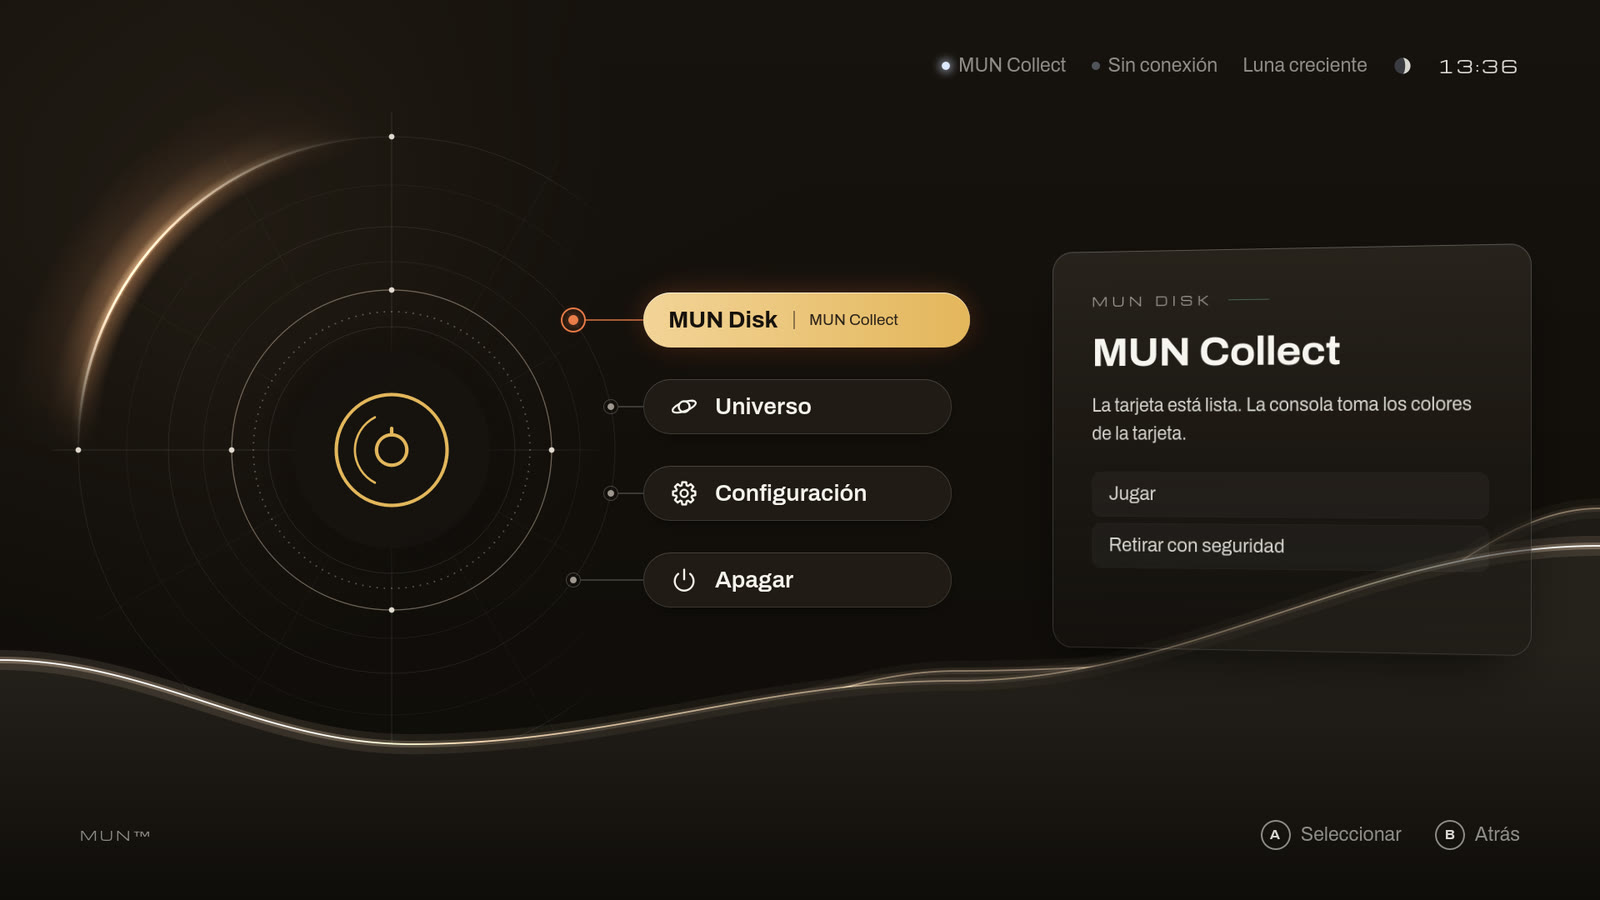 MUN Collect
Sin conexión
Luna creciente
13:36
MUN Disk | MUN Collect
Universo
Configuración
Apagar
MUN DISK
MUN Collect
La tarjeta está lista. La consola toma los colores
de la tarjeta.
Jugar
Retirar con seguridad
MUN™
A Seleccionar
B Atrás